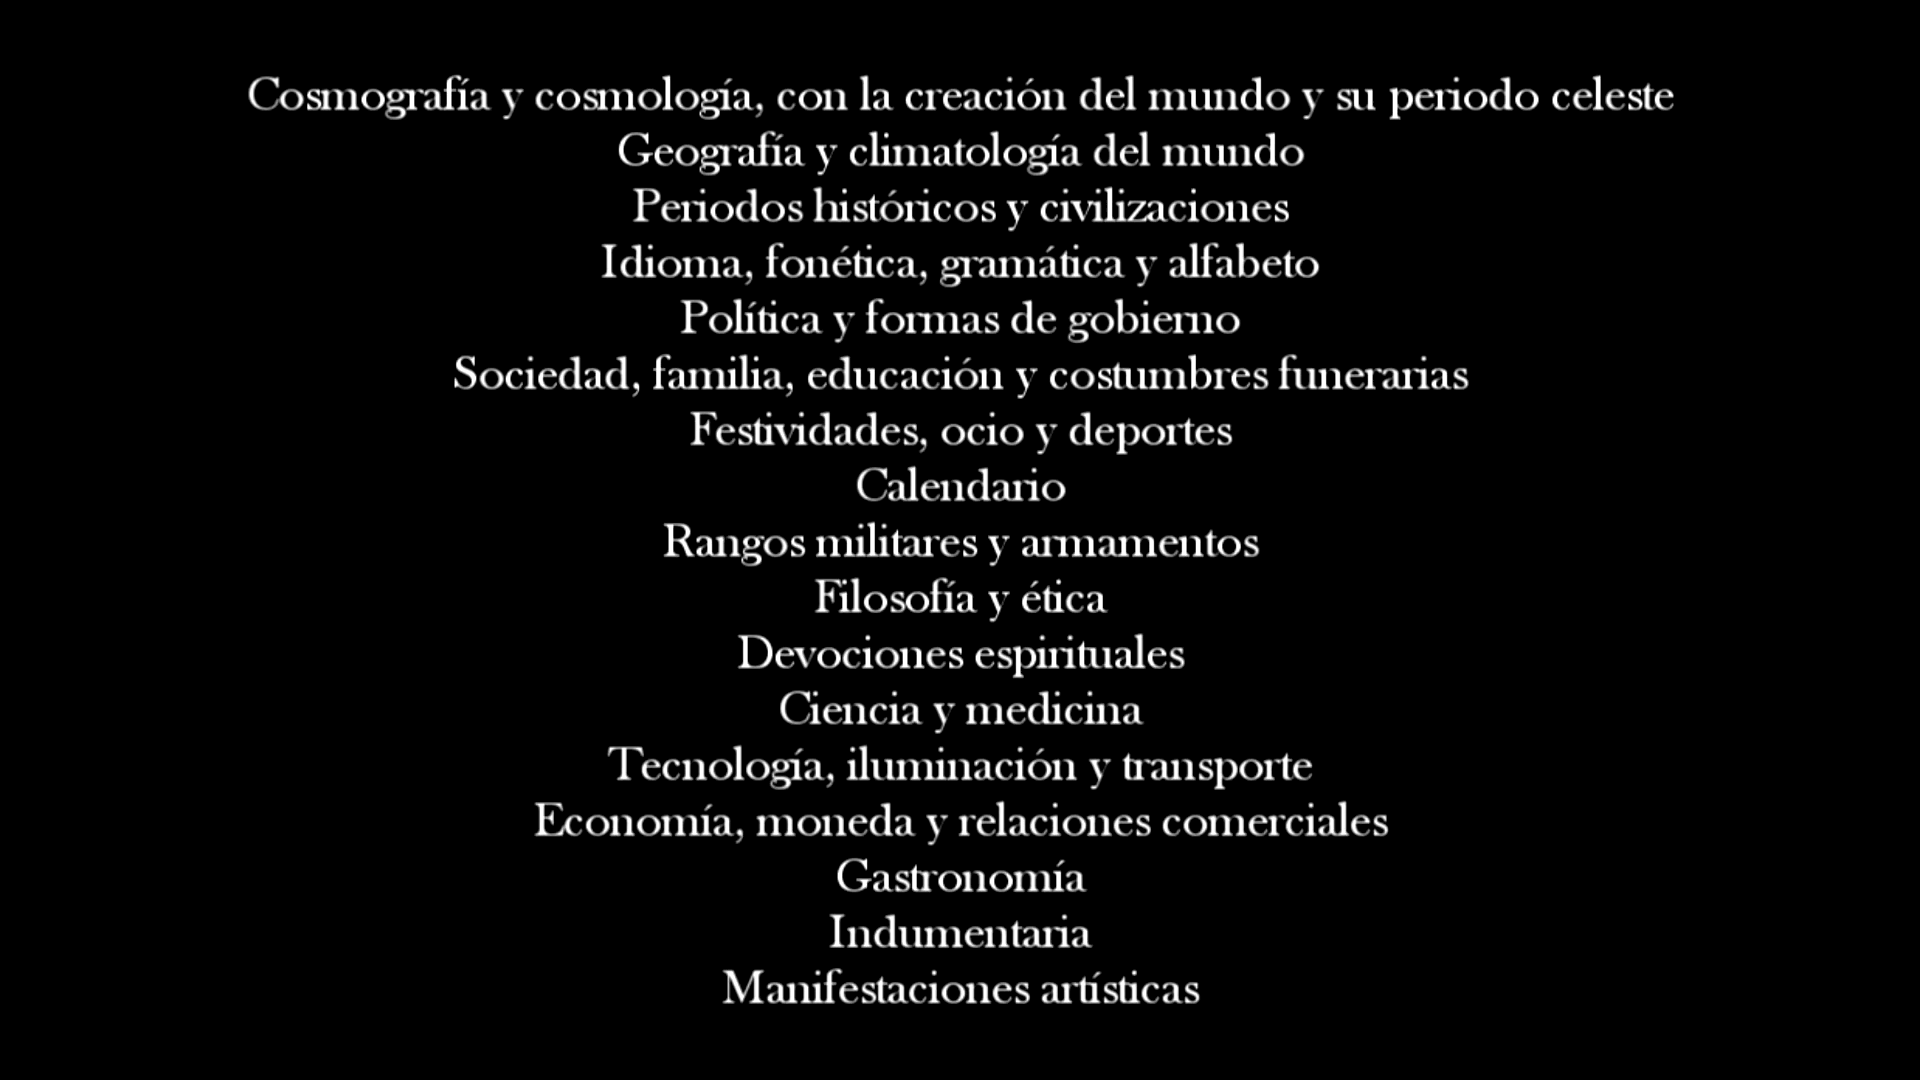 Cosmografía y cosmología, con la creación del mundo y su periodo celeste
Geografía y climatología del mundo
Periodos históricos y civilizaciones
Idioma, fonética, gramática y alfabeto
Política y formas de gobierno
Sociedad, familia, educación y costumbres funerarias
Festividades, ocio y deportes
Calendario
Rangos militares y armamentos
Filosofía y ética
Devociones espirituales
Ciencia y medicina
Tecnología, iluminación y transporte
Economía, moneda y relaciones comerciales
Gastronomía
Indumentaria
Manifestaciones artísticas